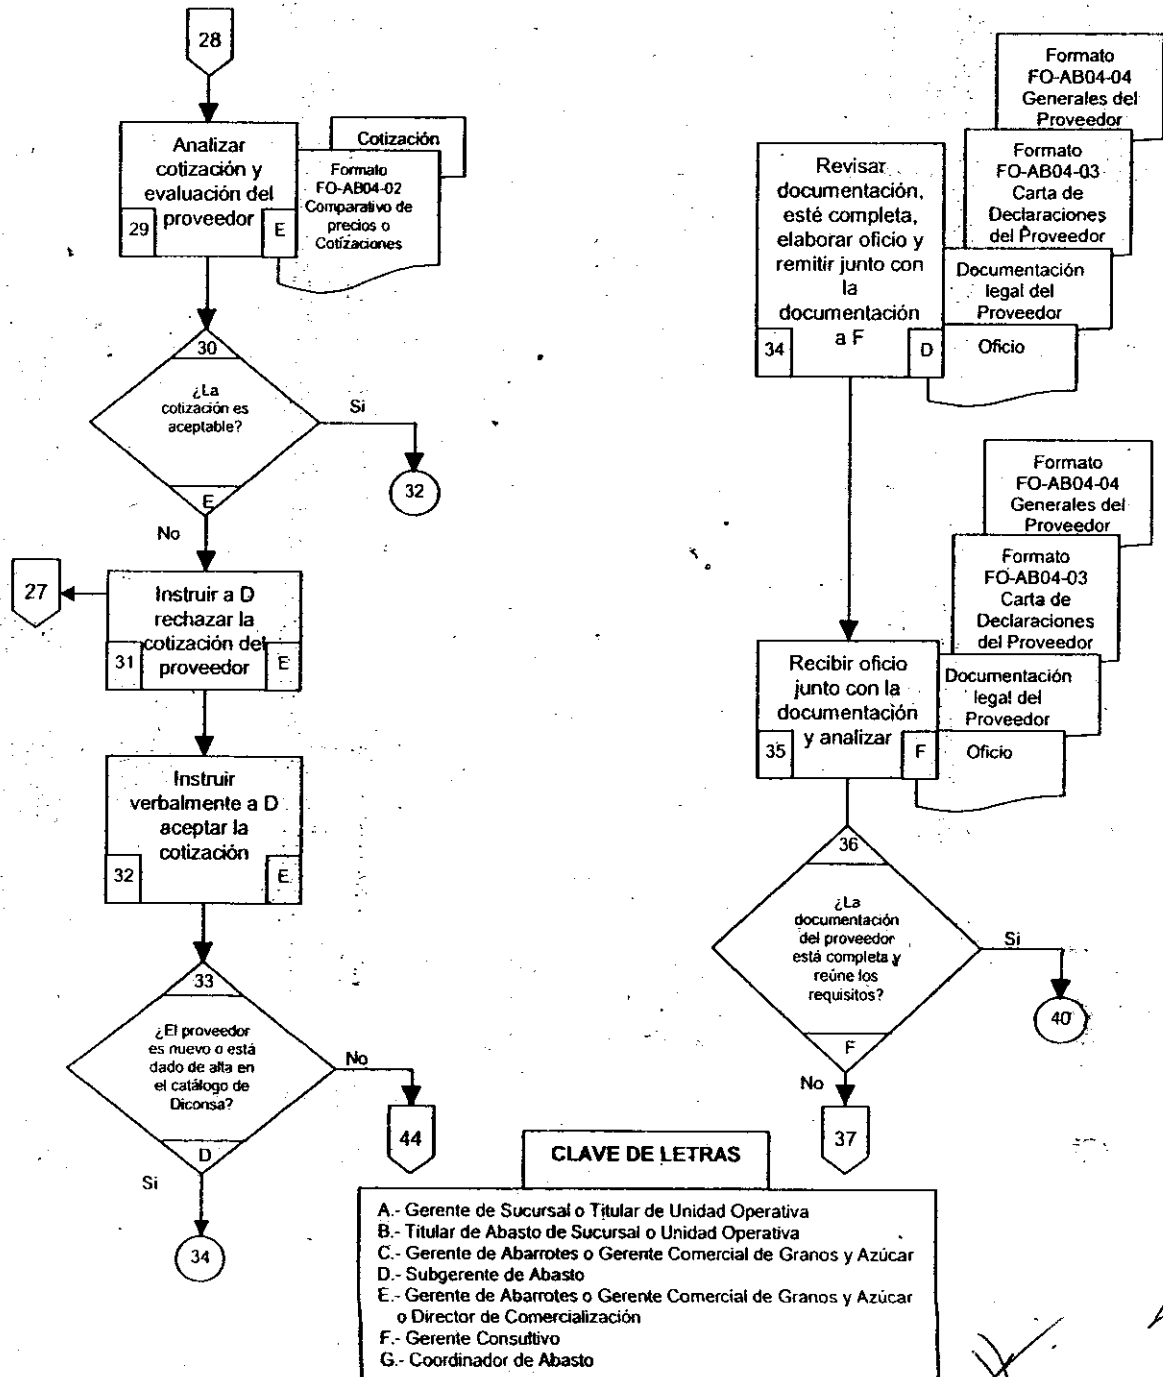 28
Analizar
cotización y
evaluación del
proveedor
29
E
Cotización
Formato
FO-AB04-02
Comparativo de
precios o
Cotizaciones
30
¿La
cotización es
aceptable?
E
Si
32
No
27
Instruir a D
rechazar la
cotización del
proveedor
31
E
Instruir
verbalmente a D
aceptar la
cotización
32
E
33
¿El proveedor
es nuevo o está
dado de alta en
el catálogo de
Diconsa?
D
No
44
Si
34
Formato
FO-AB04-04
Generales del
Proveedor
Formato
FO-AB04-03
Carta de
Declaraciones
del Proveedor
Documentación
legal del
Proveedor
Oficio
Revisar
documentación,
esté completa,
elaborar oficio y
remitir junto con
la
documentación
a F
34
D
Formato
FO-AB04-04
Generales del
Proveedor
Formato
FO-AB04-03
Carta de
Declaraciones
del Proveedor
Documentación
legal del
Proveedor
Oficio
Recibir oficio
junto con la
documentación
y analizar
35
F
36
¿La
documentación
del proveedor
está completa y
reúne los
requisitos?
F
Si
40
No
37
CLAVE DE LETRAS
A.- Gerente de Sucursal o Titular de Unidad Operativa
B.- Titular de Abasto de Sucursal o Unidad Operativa
C.- Gerente de Abarrotes o Gerente Comercial de Granos y Azúcar
D.- Subgerente de Abasto
E.- Gerente de Abarrotes o Gerente Comercial de Granos y Azúcar
o Director de Comercialización
F.- Gerente Consultivo
G.- Coordinador de Abasto